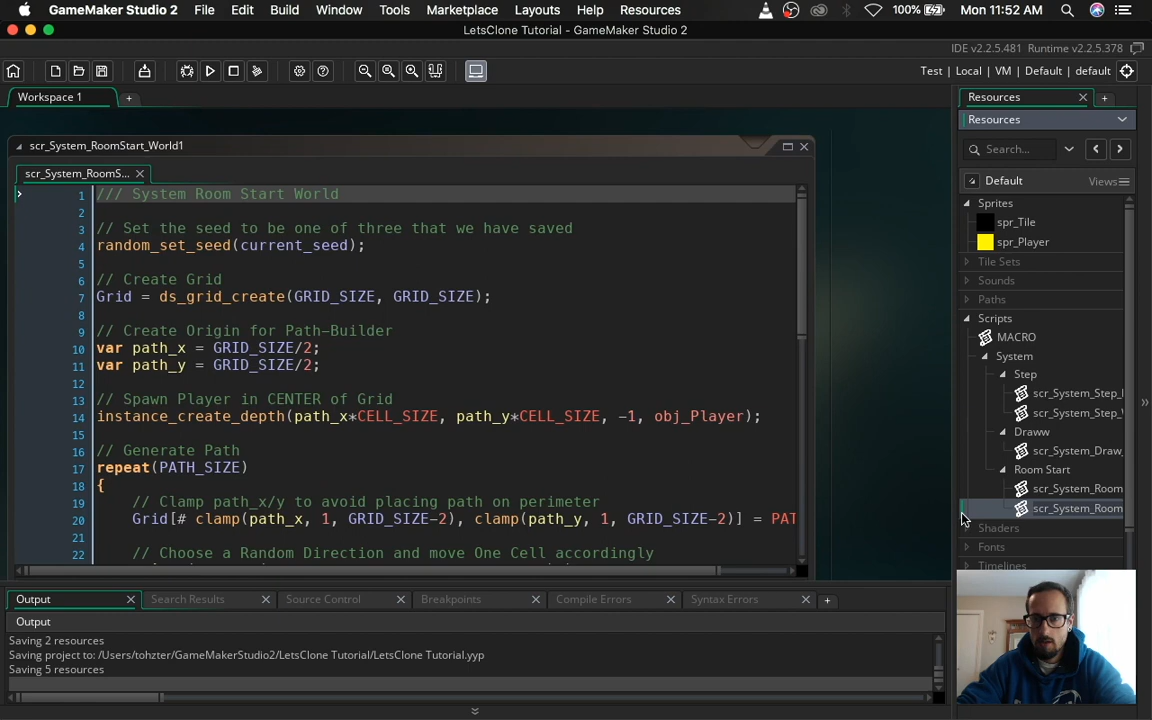 GameMaker Studio 2 File Edit Build Window Tools Marketplace Layouts Help Resources 100% Mon 11:52 AM
LetsClone Tutorial - GameMaker Studio 2
IDE v2.2.5.481 Runtime v2.2.5.378
Test | Local | VM | Default | default
Workspace 1
Resources
Resources
Search...
Default Views
Sprites
spr_Tile
spr_Player
Tile Sets
Sounds
Paths
Scripts
MACRO
System
Step
scr_System_Step_
scr_System_Step_
Draww
scr_System_Draw_
Room Start
scr_System_Room
scr_System_Room
Shaders
Fonts
Timelines
scr_System_RoomStart_World1
scr_System_RoomS...
1 /// System Room Start World
2
3 // Set the seed to be one of three that we have saved
4 random_set_seed(current_seed);
5
6 // Create Grid
7 Grid = ds_grid_create(GRID_SIZE, GRID_SIZE);
8
9 // Create Origin for Path-Builder
10 var path_x = GRID_SIZE/2;
11 var path_y = GRID_SIZE/2;
12
13 // Spawn Player in CENTER of Grid
14 instance_create_depth(path_x*CELL_SIZE, path_y*CELL_SIZE, -1, obj_Player);
15
16 // Generate Path
17 repeat(PATH_SIZE)
18 {
19 // Clamp path_x/y to avoid placing path on perimeter
20 Grid[# clamp(path_x, 1, GRID_SIZE-2), clamp(path_y, 1, GRID_SIZE-2)] = PAT
21
22 // Choose a Random Direction and move One Cell accordingly
Output Search Results Source Control Breakpoints Compile Errors Syntax Errors
Output
Saving 2 resources
Saving project to: /Users/tohzter/GameMakerStudio2/LetsClone Tutorial/LetsClone Tutorial.yyp
Saving 5 resources